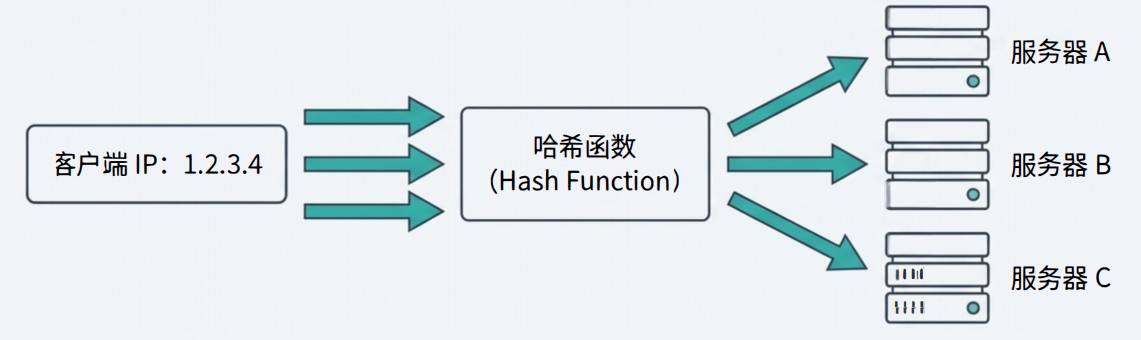 客户端 IP：1.2.3.4
哈希函数
（Hash Function）
服务器 A
服务器 B
服务器 C